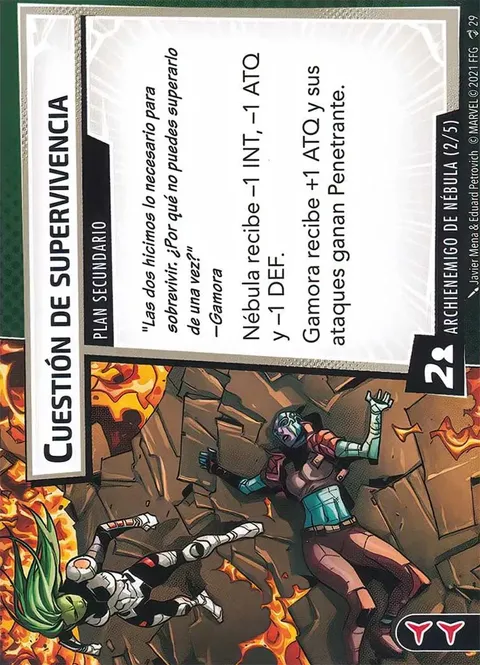 CUESTIÓN DE SUPERVIVENCIA
PLAN SECUNDARIO
"Las dos hicimos lo necesario para
sobrevivir. ¿Por qué no puedes superarlo
de una vez?"
—Gamora
Nébula recibe –1 INT, –1 ATQ
y –1 DEF.
Gamora recibe +1 ATQ y sus
ataques ganan Penetrante.
2
ARCHIENEMIGO DE NÉBULA (2/5)
Javier Mena & Eduard Petrovich © MARVEL © 2021 FFG 29